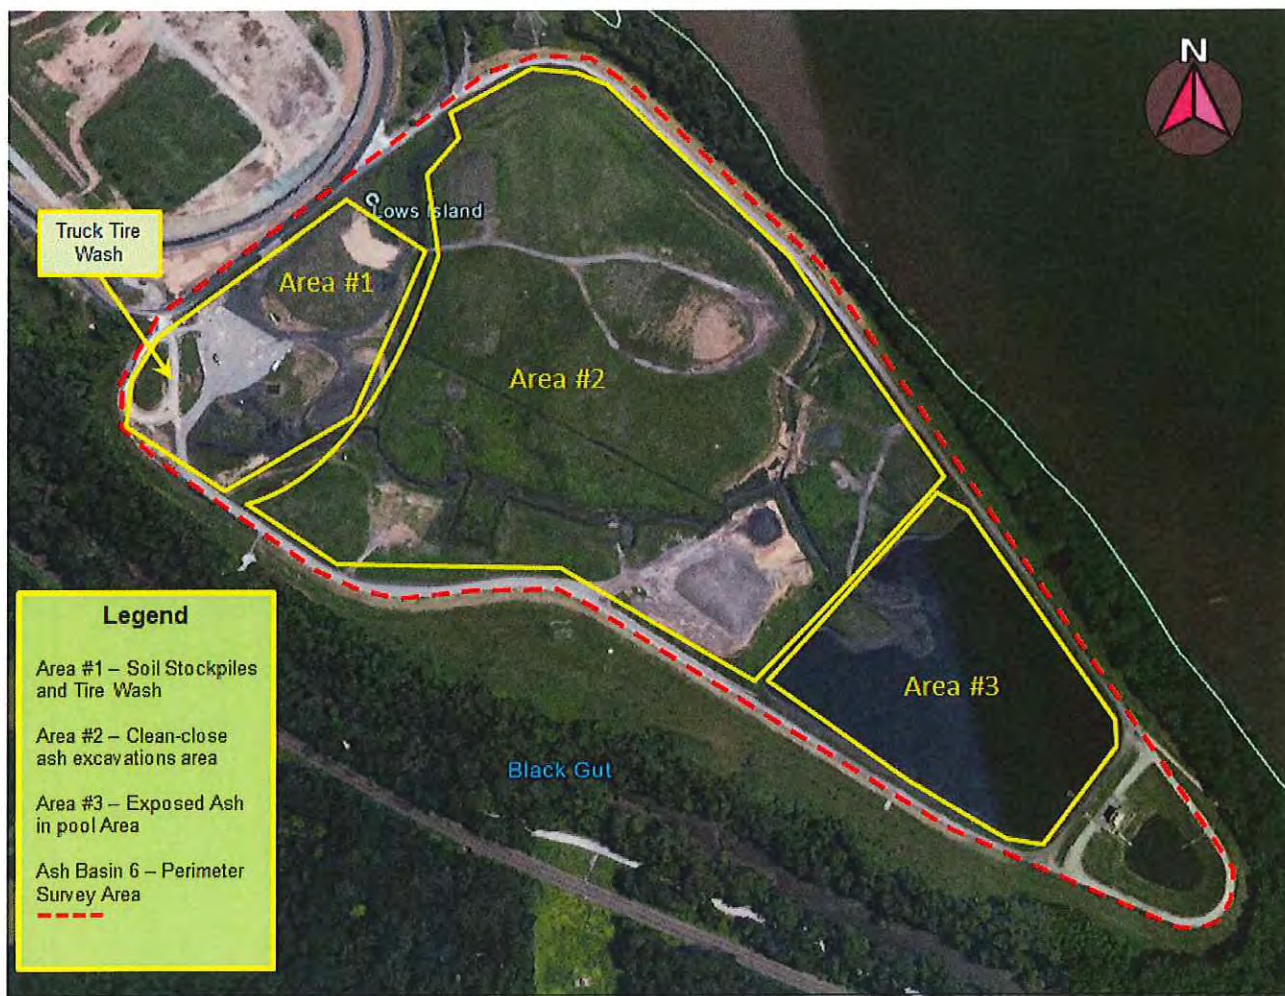 N
Lows Island
Truck Tire
Wash
Area #1
Area #2
Area #3
Black Gut
Legend
Area #1 – Soil Stockpiles
and Tire Wash
Area #2 – Clean-close
ash excavations area
Area #3 – Exposed Ash
in pool Area
Ash Basin 6 – Perimeter
Survey Area